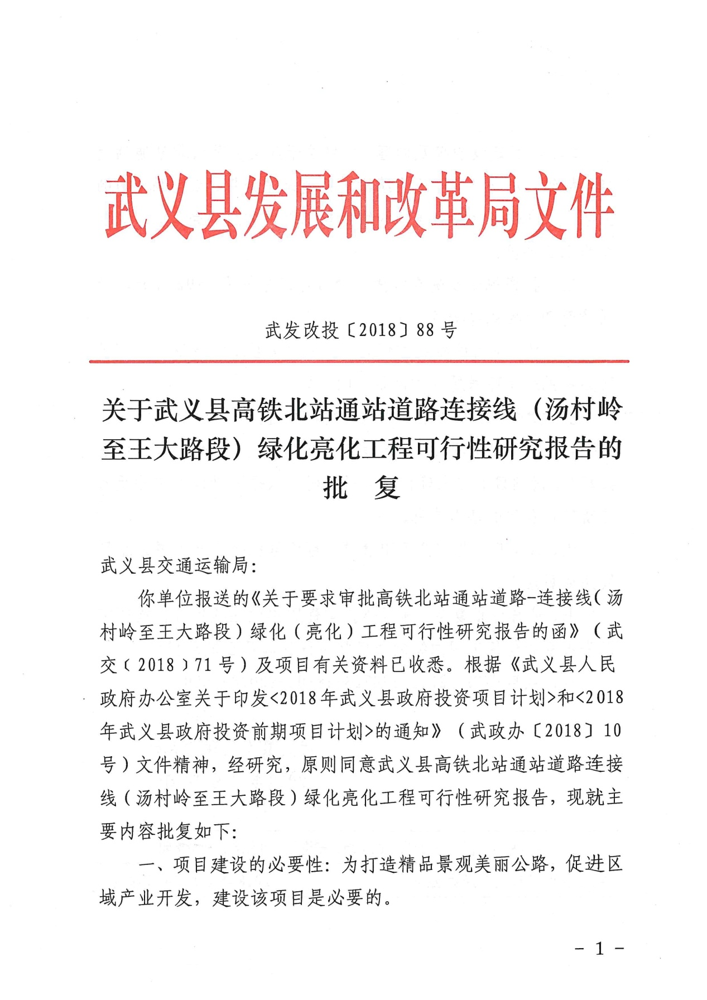 武义县发展和改革局文件
武发改投〔2018〕88 号
关于武义县高铁北站通站道路连接线（汤村岭
至王大路段）绿化亮化工程可行性研究报告的
批 复
武义县交通运输局：
你单位报送的《关于要求审批高铁北站通站道路-连接线（汤
村岭至王大路段）绿化（亮化）工程可行性研究报告的函》（武
交〔2018〕71 号）及项目有关资料已收悉。根据《武义县人民
政府办公室关于印发<2018年武义县政府投资项目计划>和<2018
年武义县政府投资前期项目计划>的通知》（武政办〔2018〕10
号）文件精神，经研究，原则同意武义县高铁北站通站道路连接
线（汤村岭至王大路段）绿化亮化工程可行性研究报告，现就主
要内容批复如下：
一、项目建设的必要性：为打造精品景观美丽公路，促进区
域产业开发，建设该项目是必要的。
- 1 -